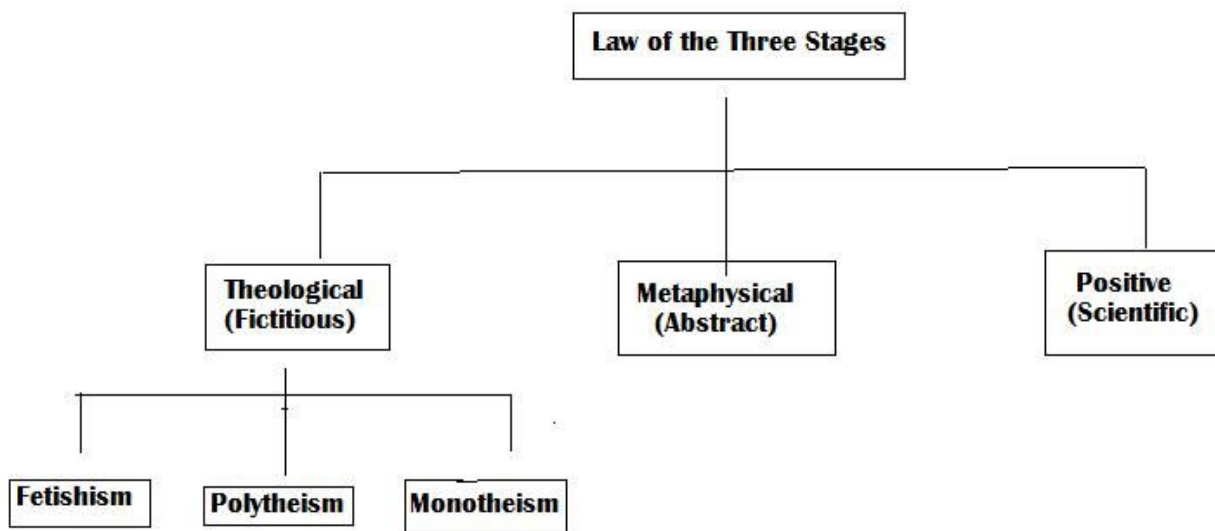 Law of the Three Stages
Theological
(Fictitious)
Metaphysical
(Abstract)
Positive
(Scientific)
Fetishism
Polytheism
Monotheism